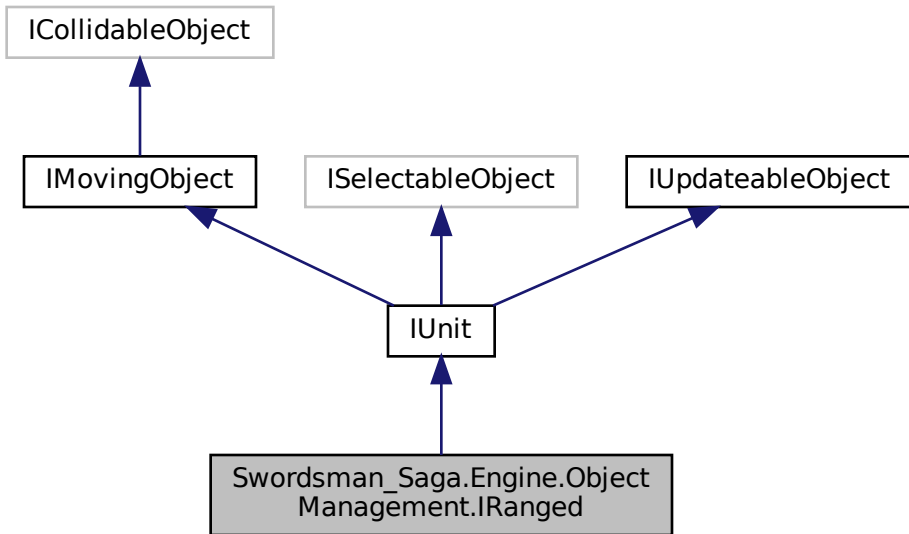 ICollidableObject
IMovingObject
ISelectableObject
IUpdateableObject
IUnit
Swordsman_Saga.Engine.Object
Management.IRanged